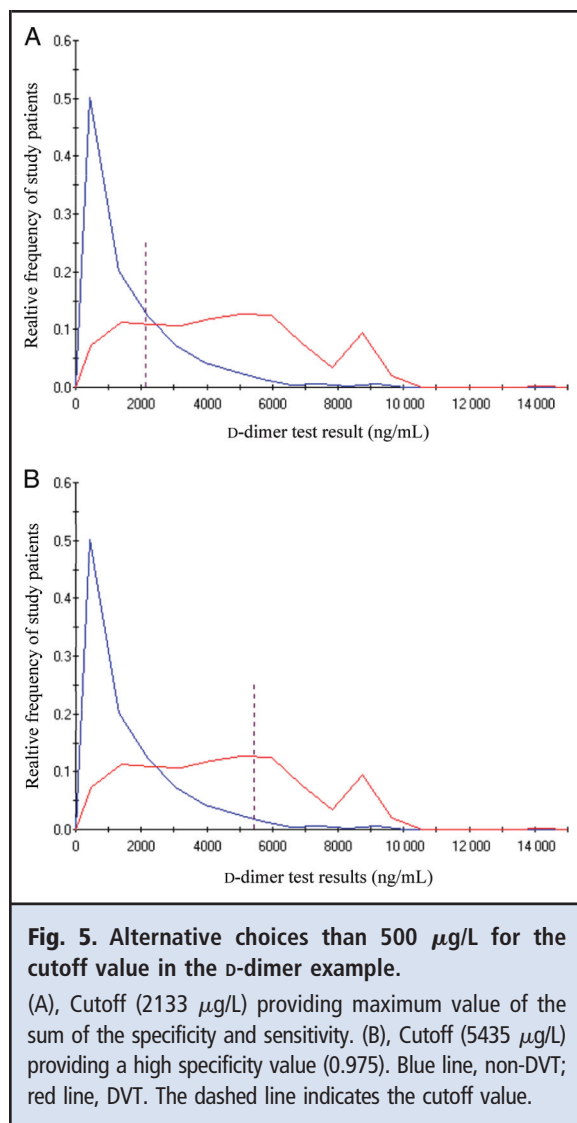 A
0.6
0.5
0.4
0.3
0.2
0.1
0.0
Realtive frequency of study patients
0 2000 4000 6000 8000 10 000 12 000 14 000
D-dimer test result (ng/mL)
B
0.6
0.5
0.4
0.3
0.2
0.1
0.0
Realtive frequency of study patients
0 2000 4000 6000 8000 10 000 12 000 14 000
D-dimer test results (ng/mL)
Fig. 5. Alternative choices than 500 μg/L for the
cutoff value in the D-dimer example.
(A), Cutoff (2133 μg/L) providing maximum value of the
sum of the specificity and sensitivity. (B), Cutoff (5435 μg/L)
providing a high specificity value (0.975). Blue line, non-DVT;
red line, DVT. The dashed line indicates the cutoff value.